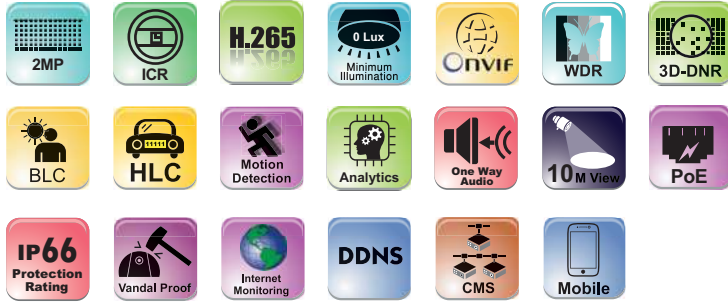 2MP
ICR
H.265
0 Lux
Minimum
Illumination
ONVIF
WDR
3D-DNR
BLC
HLC
Motion
Detection
Analytics
One Way
Audio
10M View
PoE
IP66
Protection
Rating
Vandal Proof
Internet
Monitoring
DDNS
CMS
Mobile